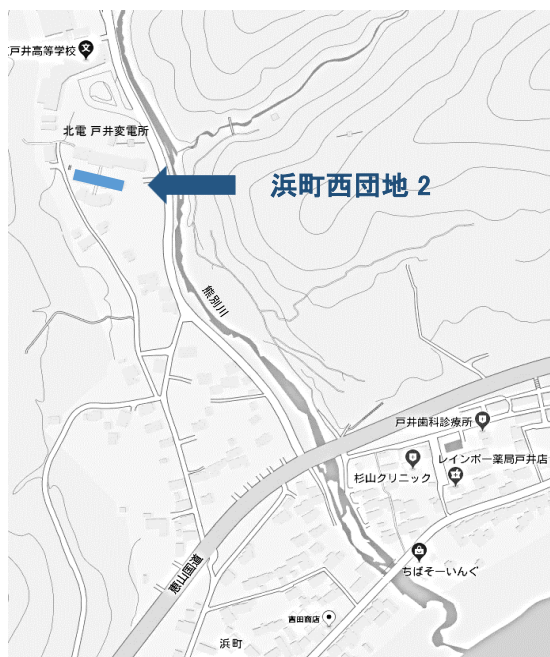 戸井高等学校
北電 戸井変電所
浜町西団地 2
熊別川
戸井歯科診療所
レインボー薬局戸井店
杉山クリニック
恵山国道
ちばそーいんぐ
吉田商店
浜町